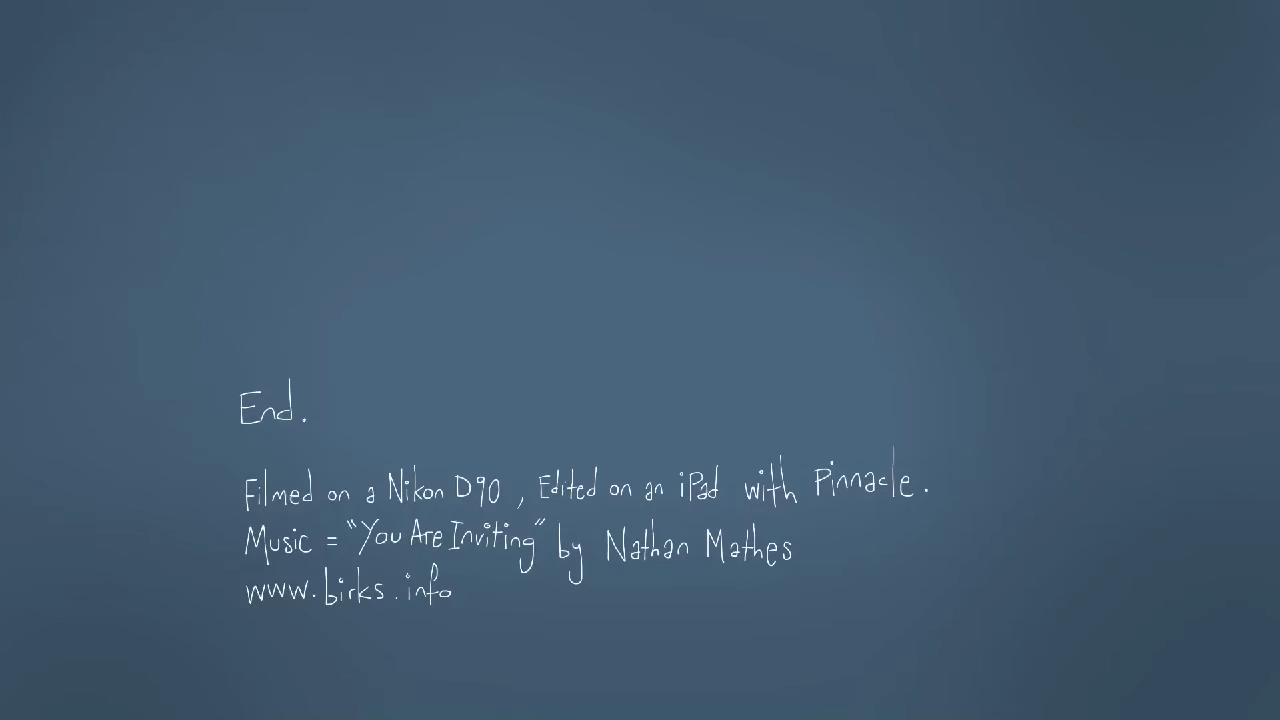 End.
Filmed on a Nikon D90, Edited on an iPad with Pinnacle.
Music = "You Are Inviting" by Nathan Mathes
www.birks.info